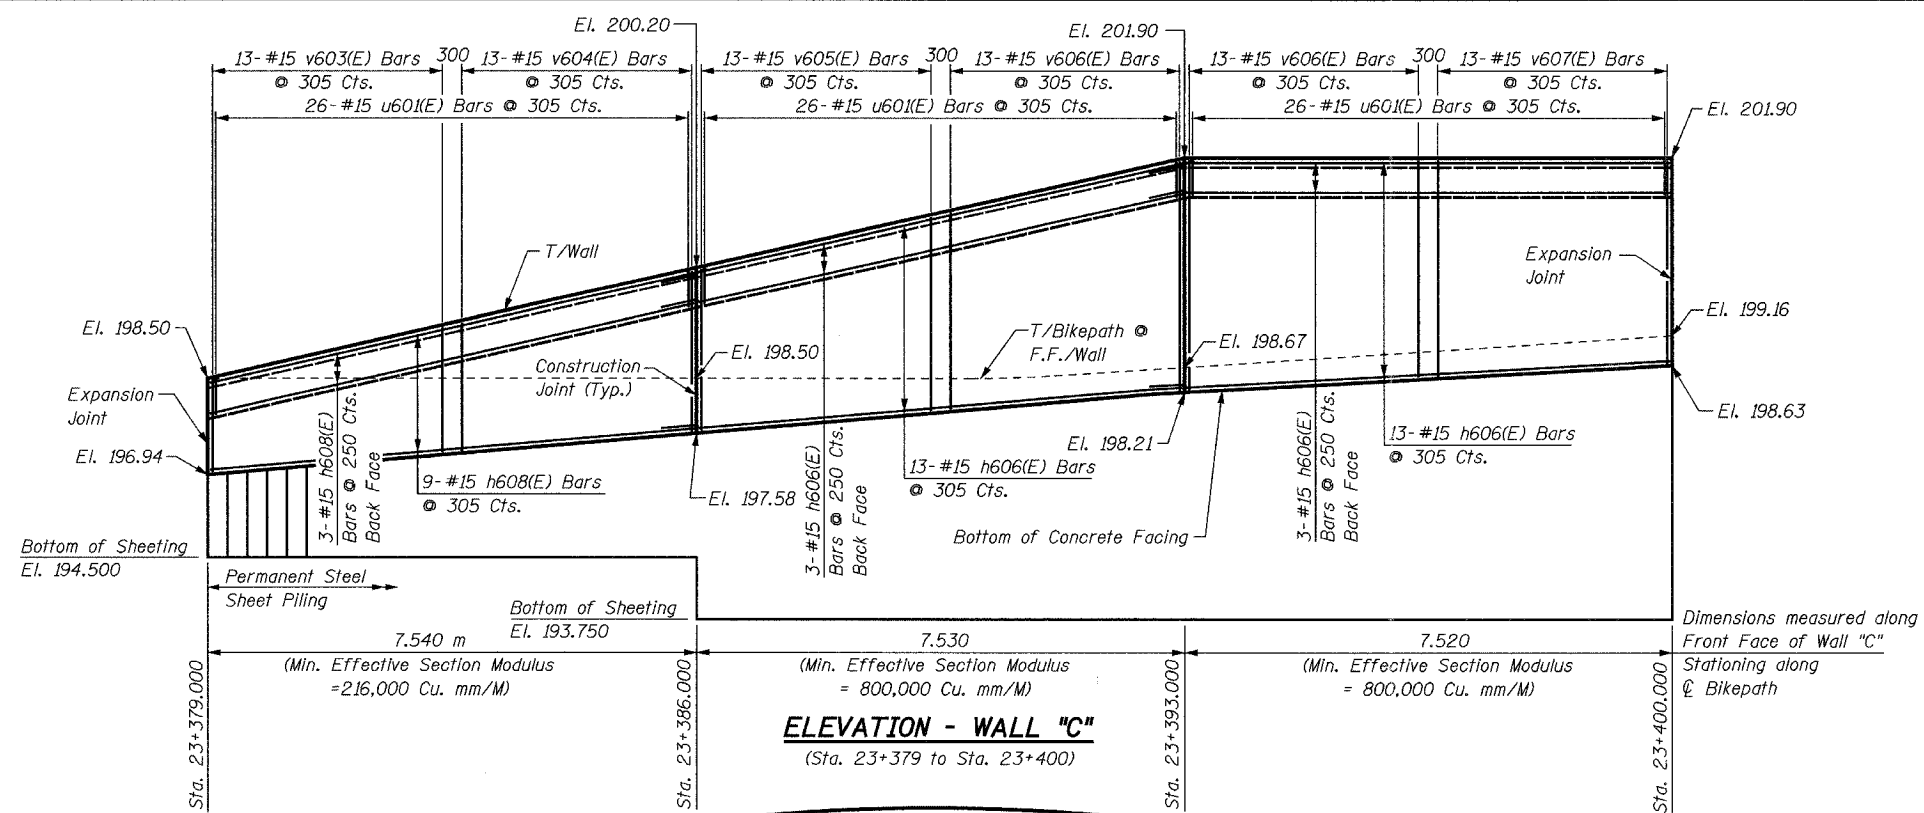 El. 200.20
El. 201.90
13-#15 v603(E) Bars
@ 305 Cts.
300
13-#15 v604(E) Bars
@ 305 Cts.
13-#15 v605(E) Bars
@ 305 Cts.
300
13-#15 v606(E) Bars
@ 305 Cts.
13-#15 v606(E) Bars
@ 305 Cts.
300
13-#15 v607(E) Bars
@ 305 Cts.
26-#15 u601(E) Bars @ 305 Cts.
26-#15 u601(E) Bars @ 305 Cts.
26-#15 u601(E) Bars @ 305 Cts.
El. 201.90
T/Wall
Expansion
Joint
El. 198.50
El. 199.16
T/Bikepath @
F.F./Wall
El. 198.67
El. 198.50
Construction
Joint (Typ.)
Expansion
Joint
El. 198.63
El. 196.94
El. 198.21
3-#15 h608(E)
Bars @ 250 Cts.
Back Face
9-#15 h608(E) Bars
@ 305 Cts.
El. 197.58
3-#15 h606(E)
Bars @ 250 Cts.
Back Face
13-#15 h606(E) Bars
@ 305 Cts.
3-#15 h606(E)
Bars @ 250 Cts.
Back Face
13-#15 h606(E) Bars
@ 305 Cts.
Bottom of Concrete Facing
Bottom of Sheeting
El. 194.500
Permanent Steel
Sheet Piling
Bottom of Sheeting
El. 193.750
7.540 m
(Min. Effective Section Modulus
=216,000 Cu. mm/M)
7.530
(Min. Effective Section Modulus
= 800,000 Cu. mm/M)
7.520
(Min. Effective Section Modulus
= 800,000 Cu. mm/M)
Dimensions measured along
Front Face of Wall "C"
Stationing along
℄ Bikepath
Sta. 23+379.000
Sta. 23+386.000
Sta. 23+393.000
Sta. 23+400.000
ELEVATION - WALL "C"
(Sta. 23+379 to Sta. 23+400)